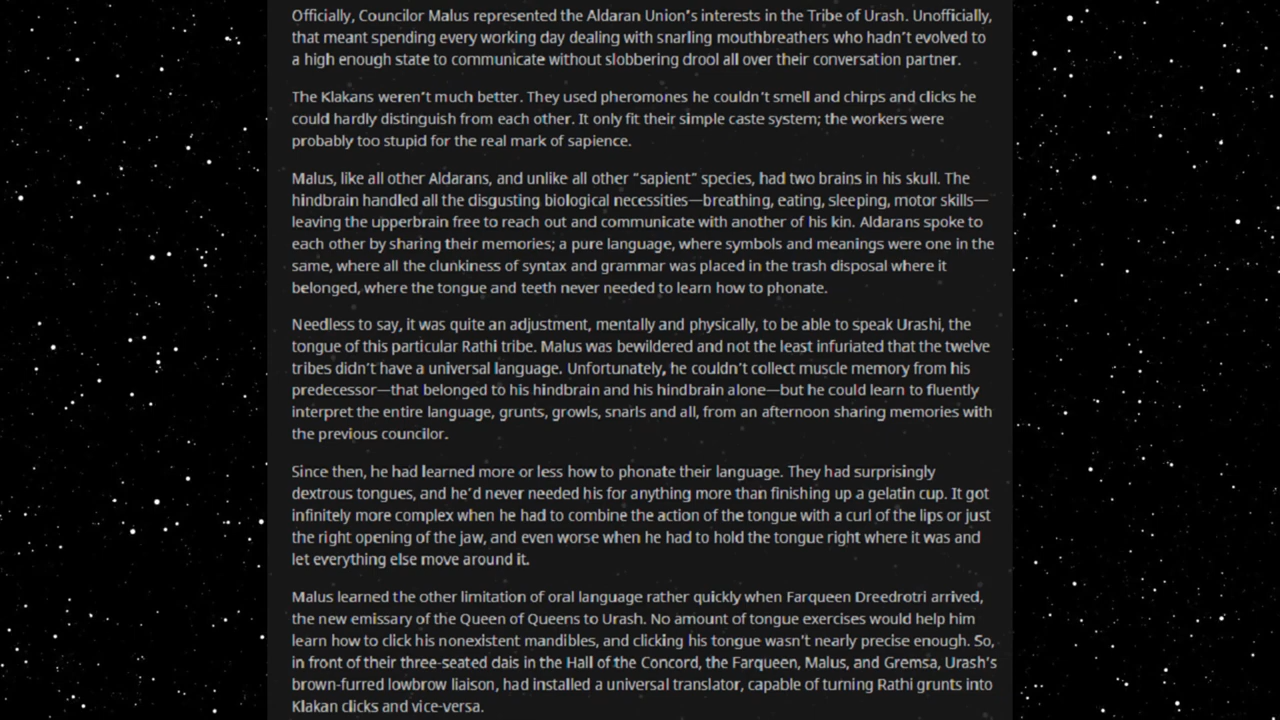 Officially, Councilor Malus represented the Aldaran Union's interests in the Tribe of Urash. Unofficially,
that meant spending every working day dealing with snarling mouthbreathers who hadn't evolved to
a high enough state to communicate without slobbering drool all over their conversation partner.
The Klakans weren't much better. They used pheromones he couldn't smell and chirps and clicks he
could hardly distinguish from each other. It only fit their simple caste system; the workers were
probably too stupid for the real mark of sapience.
Malus, like all other Aldarans, and unlike all other “sapient” species, had two brains in his skull. The
hindbrain handled all the disgusting biological necessities—breathing, eating, sleeping, motor skills—
leaving the upperbrain free to reach out and communicate with another of his kin. Aldarans spoke to
each other by sharing their memories; a pure language, where symbols and meanings were one in the
same, where all the clunkiness of syntax and grammar was placed in the trash disposal where it
belonged, where the tongue and teeth never needed to learn how to phonate.
Needless to say, it was quite an adjustment, mentally and physically, to be able to speak Urashi, the
tongue of this particular Rathi tribe. Malus was bewildered and not the least infuriated that the twelve
tribes didn't have a universal language. Unfortunately, he couldn't collect muscle memory from his
predecessor—that belonged to his hindbrain and his hindbrain alone—but he could learn to fluently
interpret the entire language, grunts, growls, snarls and all, from an afternoon sharing memories with
the previous councilor.
Since then, he had learned more or less how to phonate their language. They had surprisingly
dextrous tongues, and he'd never needed his for anything more than finishing up a gelatin cup. It got
infinitely more complex when he had to combine the action of the tongue with a curl of the lips or just
the right opening of the jaw, and even worse when he had to hold the tongue right where it was and
let everything else move around it.
Malus learned the other limitation of oral language rather quickly when Farqueen Dreedrotri arrived,
the new emissary of the Queen of Queens to Urash. No amount of tongue exercises would help him
learn how to click his nonexistent mandibles, and clicking his tongue wasn't nearly precise enough. So,
in front of their three-seated dais in the Hall of the Concord, the Farqueen, Malus, and Gremsa, Urash's
brown-furred lowbrow liaison, had installed a universal translator, capable of turning Rathi grunts into
Klakan clicks and vice-versa.